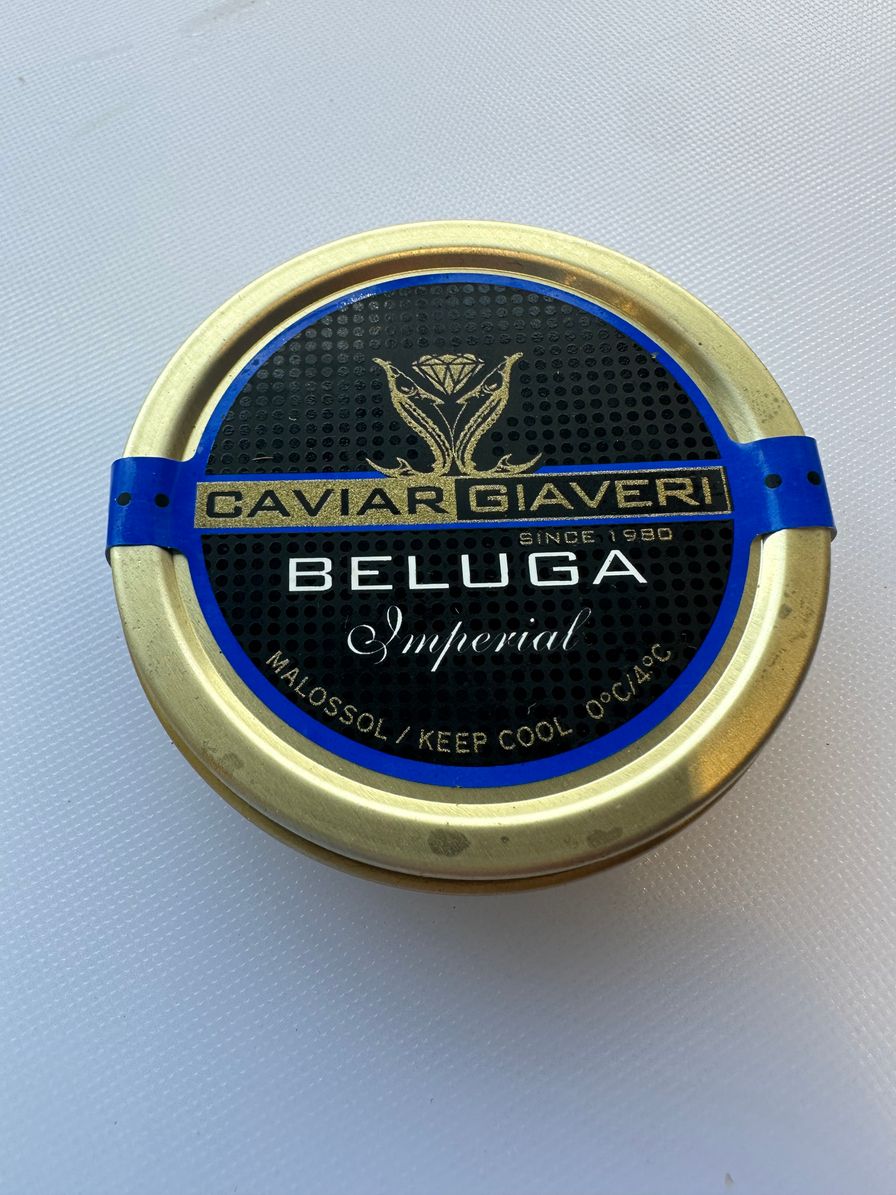 CAVIAR GIAVERI
SINCE 1980
BELUGA
Imperial
MALOSSOL / KEEP COOL 0°C/4°C